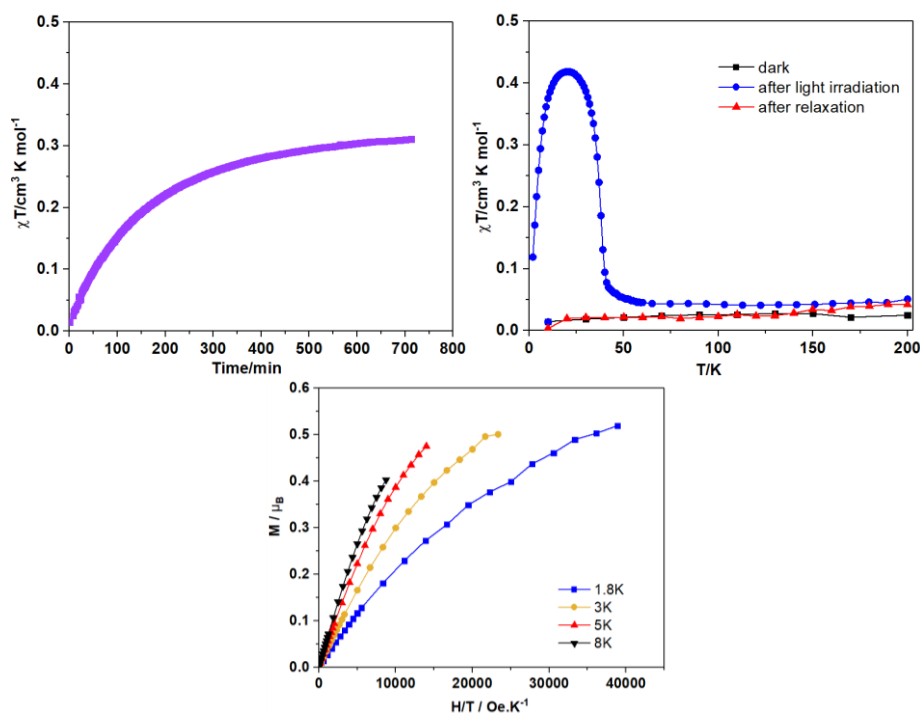 χT/cm³ K mol⁻¹
0.5
0.4
0.3
0.2
0.1
0.0
0 100 200 300 400 500 600 700 800
Time/min
χT/cm³ K mol⁻¹
0.5
0.4
0.3
0.2
0.1
0.0
dark
after light irradiation
after relaxation
0 50 100 150 200
T/K
M / μB
0.6
0.5
0.4
0.3
0.2
0.1
0.0
1.8K
3K
5K
8K
0 10000 20000 30000 40000
H/T / Oe.K⁻¹